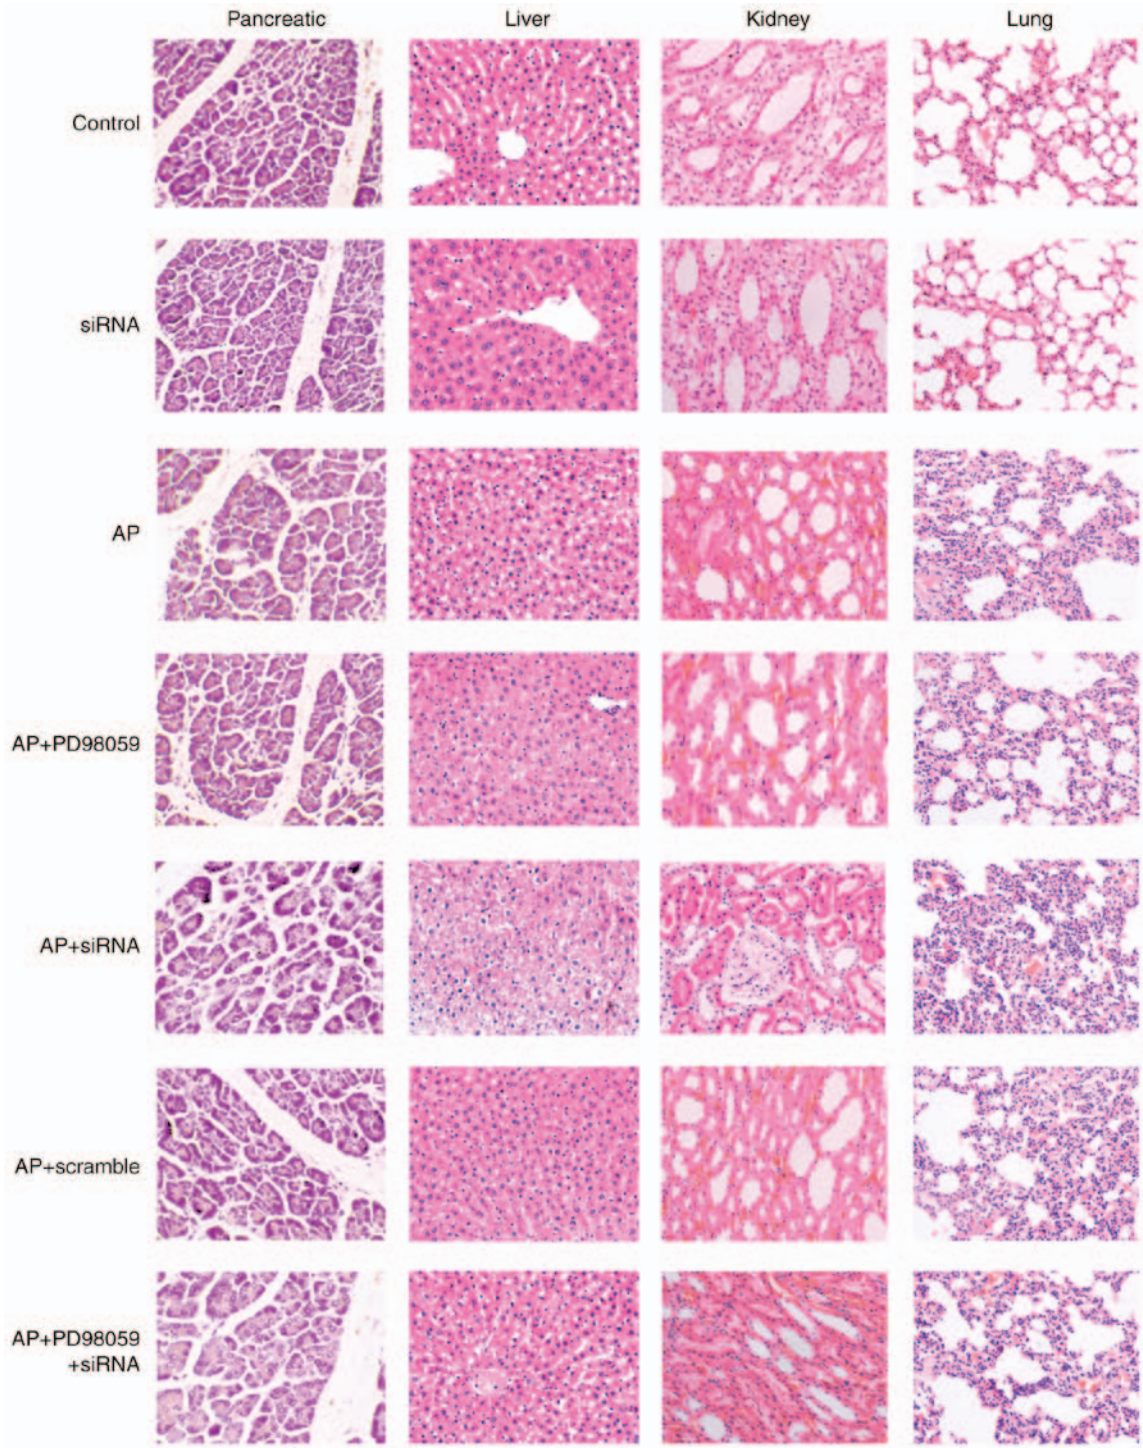 Pancreatic Liver Kidney Lung
Control
siRNA
AP
AP+PD98059
AP+siRNA
AP+scramble
AP+PD98059
+siRNA